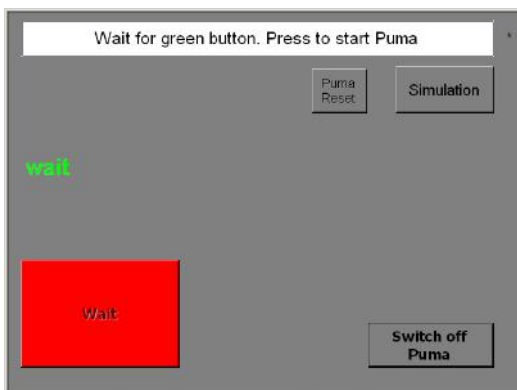 Wait for green button. Press to start Puma
Puma
Reset
Simulation
wait
Wait
Switch off
Puma